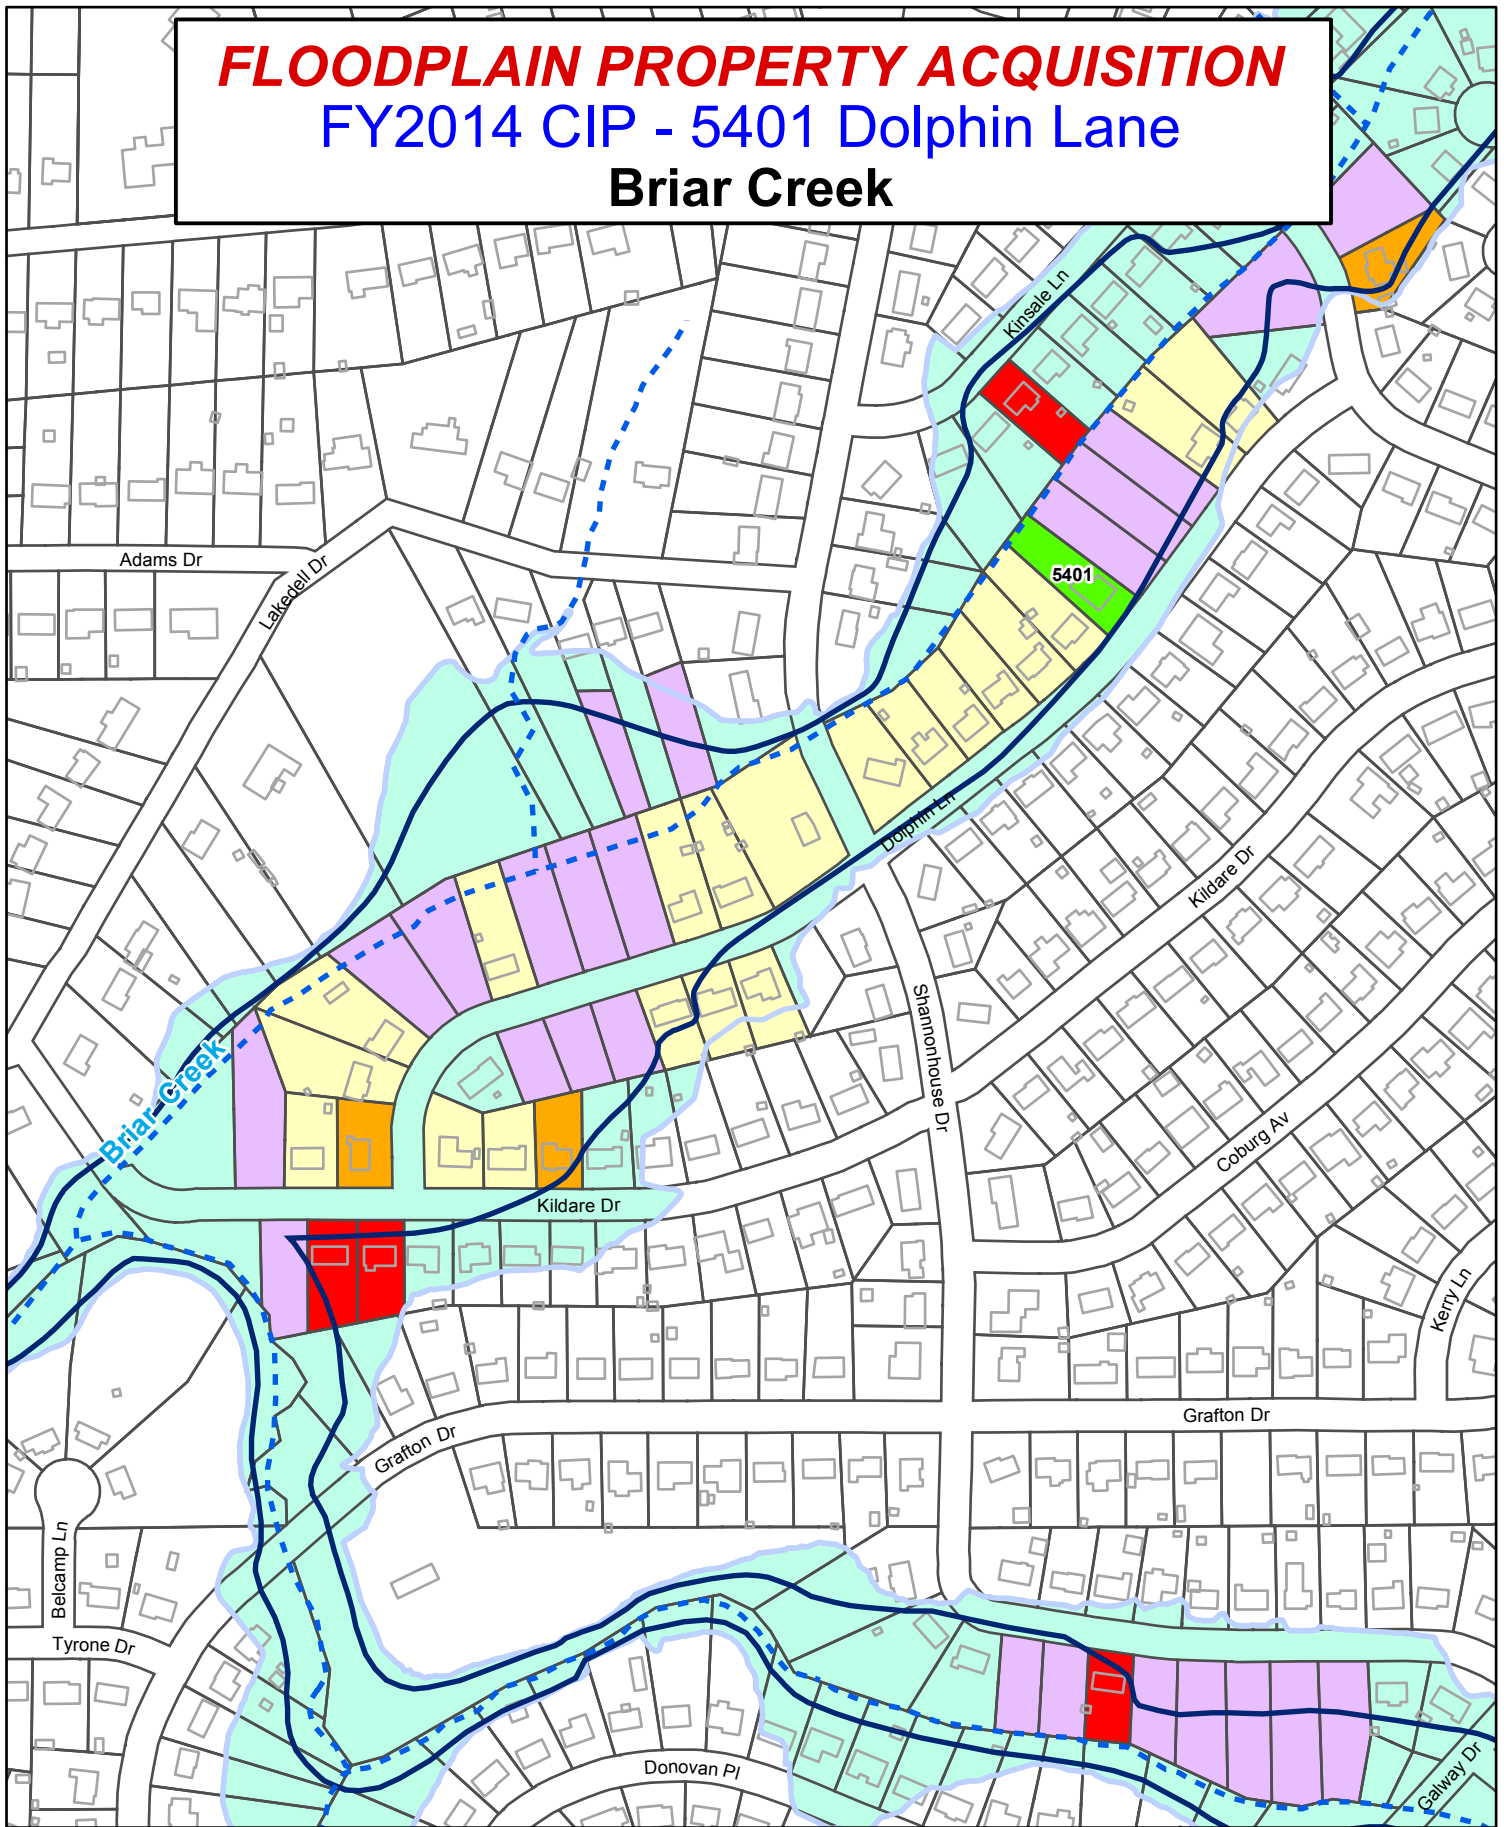 FLOODPLAIN PROPERTY ACQUISITION
FY2014 CIP - 5401 Dolphin Lane
Briar Creek
Kinsale Ln
Adams Dr
Lakedell Dr
5401
Dolphin Ln
Kildare Dr
Shannonhouse Dr
Briar Creek
Coburg Av
Kildare Dr
Kerry Ln
Grafton Dr
Grafton Dr
Belcamp Ln
Tyrone Dr
Donovan Pl
Galway Dr